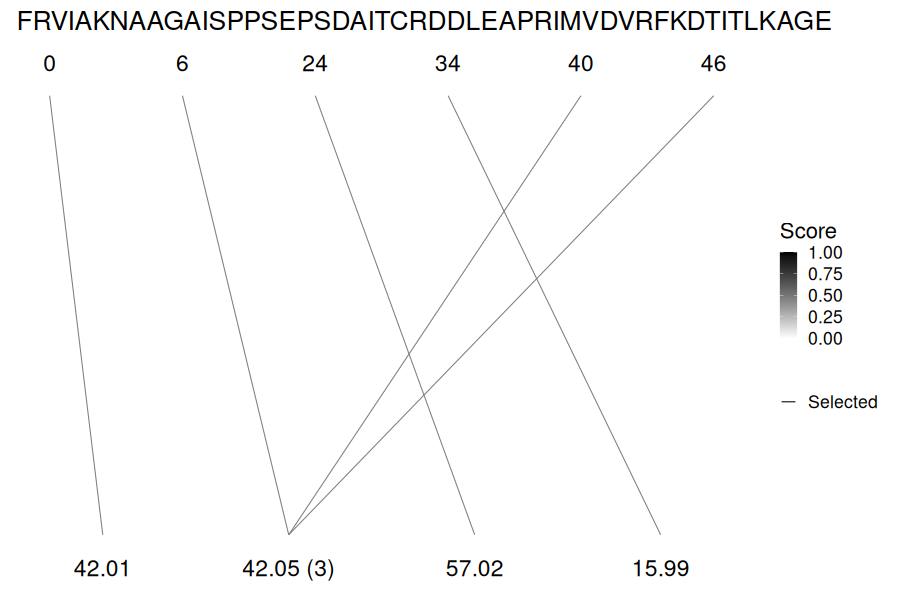 FRVIAKNAAGAISPPSEPSDAITCRDDLEAPRIMVDVRFKDTITLKAGE
0 6 24 34 40 46
Score
1.00
0.75
0.50
0.25
0.00
Selected
42.01 42.05 (3) 57.02 15.99